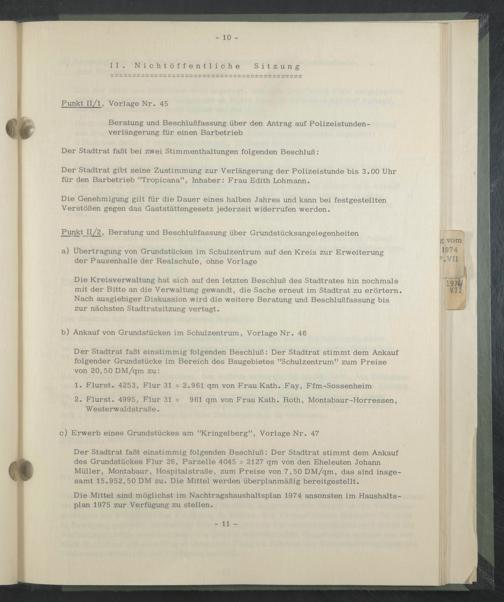 - 10 -
II. Nichtöffentliche Sitzung
Punkt II/1, Vorlage Nr. 45
Beratung und Beschlußfassung über den Antrag auf Polizeistunden-
verlängerung für einen Barbetrieb
Der Stadtrat faßt bei zwei Stimmenthaltungen folgenden Beschluß:
Der Stadtrat gibt seine Zustimmung zur Verlängerung der Polizeistunde bis 3.00 Uhr
für den Barbetrieb "Tropicana", Inhaber: Frau Edith Lohmann.
Die Genehmigung gilt für die Dauer eines halben Jahres und kann bei festgestellten
Verstößen gegen das Gaststättengesetz jederzeit widerrufen werden.
Punkt II/2, Beratung und Beschlußfassung über Grundstücksangelegenheiten
a) Übertragung von Grundstücken im Schulzentrum auf den Kreis zur Erweiterung
der Pausenhalle der Realschule, ohne Vorlage
Die Kreisverwaltung hat sich auf den letzten Beschluß des Stadtrates hin nochmals
mit der Bitte an die Verwaltung gewandt, die Sache erneut im Stadtrat zu erörtern.
Nach ausgiebiger Diskussion wird die weitere Beratung und Beschlußfassung bis
zur nächsten Stadtratsitzung vertagt.
b) Ankauf von Grundstücken im Schulzentrum, Vorlage Nr. 46
Der Stadtrat faßt einstimmig folgenden Beschluß: Der Stadtrat stimmt dem Ankauf
folgender Grundstücke im Bereich des Baugebietes "Schulzentrum" zum Preise
von 20,50 DM/qm zu:
1. Flurst. 4253, Flur 31 = 2.961 qm von Frau Kath. Fay, Ffm-Sossenheim
2. Flurst. 4995, Flur 31 = 961 qm von Frau Kath. Roth, Montabaur-Horressen,
Westerwaldstraße.
c) Erwerb eines Grundstückes am "Kringelberg", Vorlage Nr. 47
Der Stadtrat faßt einstimmig folgenden Beschluß: Der Stadtrat stimmt dem Ankauf
des Grundstückes Flur 26, Parzelle 4045 = 2127 qm von den Eheleuten Johann
Müller, Montabaur, Hospitalstraße, zum Preise von 7,50 DM/qm, das sind insge-
samt 15.952,50 DM zu. Die Mittel werden überplanmäßig bereitgestellt.
Die Mittel sind möglichst im Nachtragshaushaltsplan 1974 ansonsten im Haushalts-
plan 1975 zur Verfügung zu stellen.
- 11 -
vom
1974
VII
1974/
VII